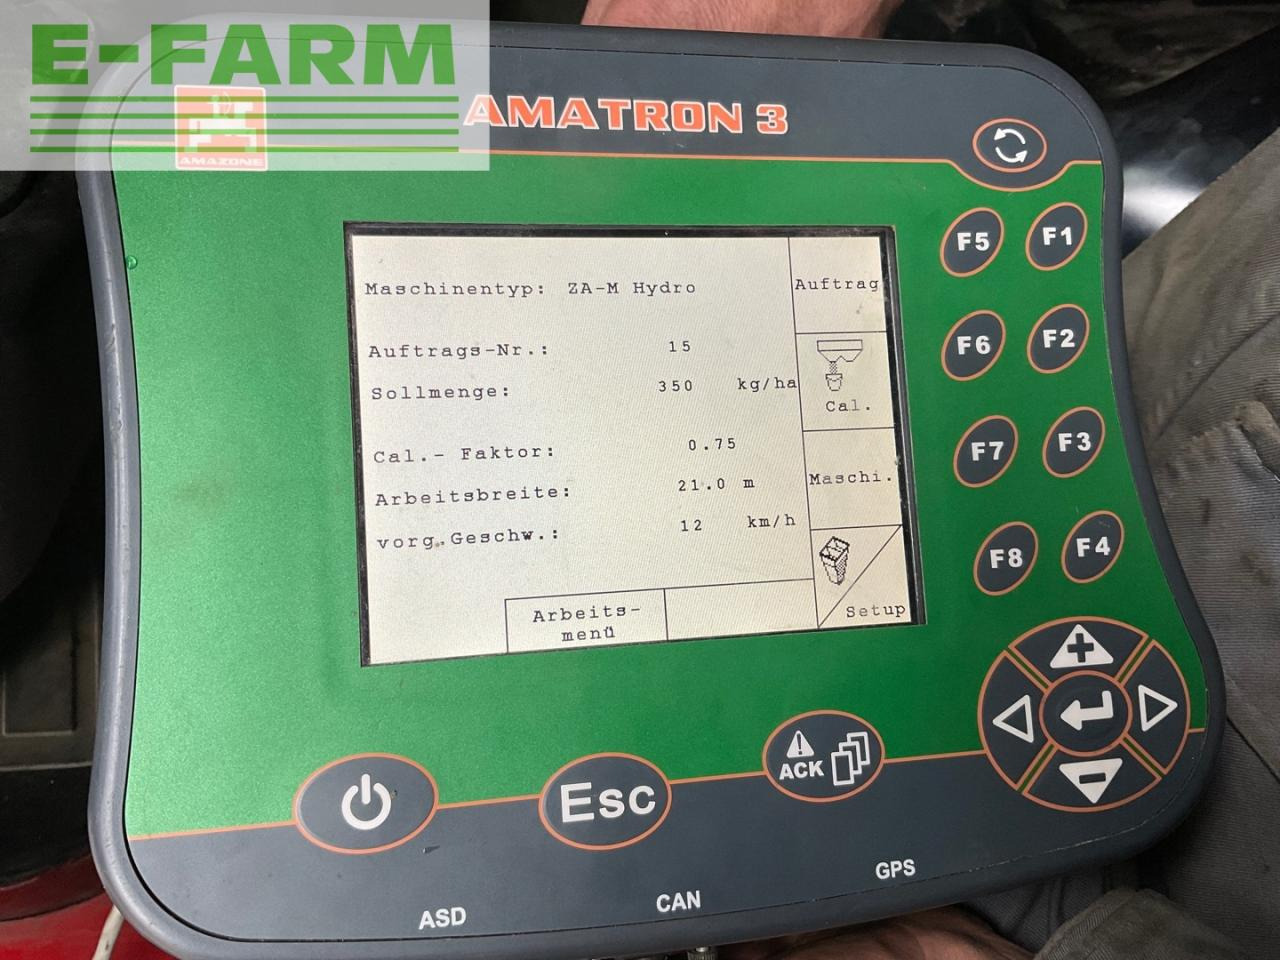 E-FARM
AMAZONE
AMATRON 3
Maschinentyp: ZA-M Hydro
Auftrag
Auftrags-Nr.: 15
Sollmenge: 350 kg/ha
Cal.
Cal.- Faktor: 0.75
Arbeitsbreite: 21.0 m
Maschi.
vorg.Geschw.: 12 km/h
Arbeits-
menü
Setup
F5 F1
F6 F2
F7 F3
F8 F4
Esc
ACK
ASD
CAN
GPS